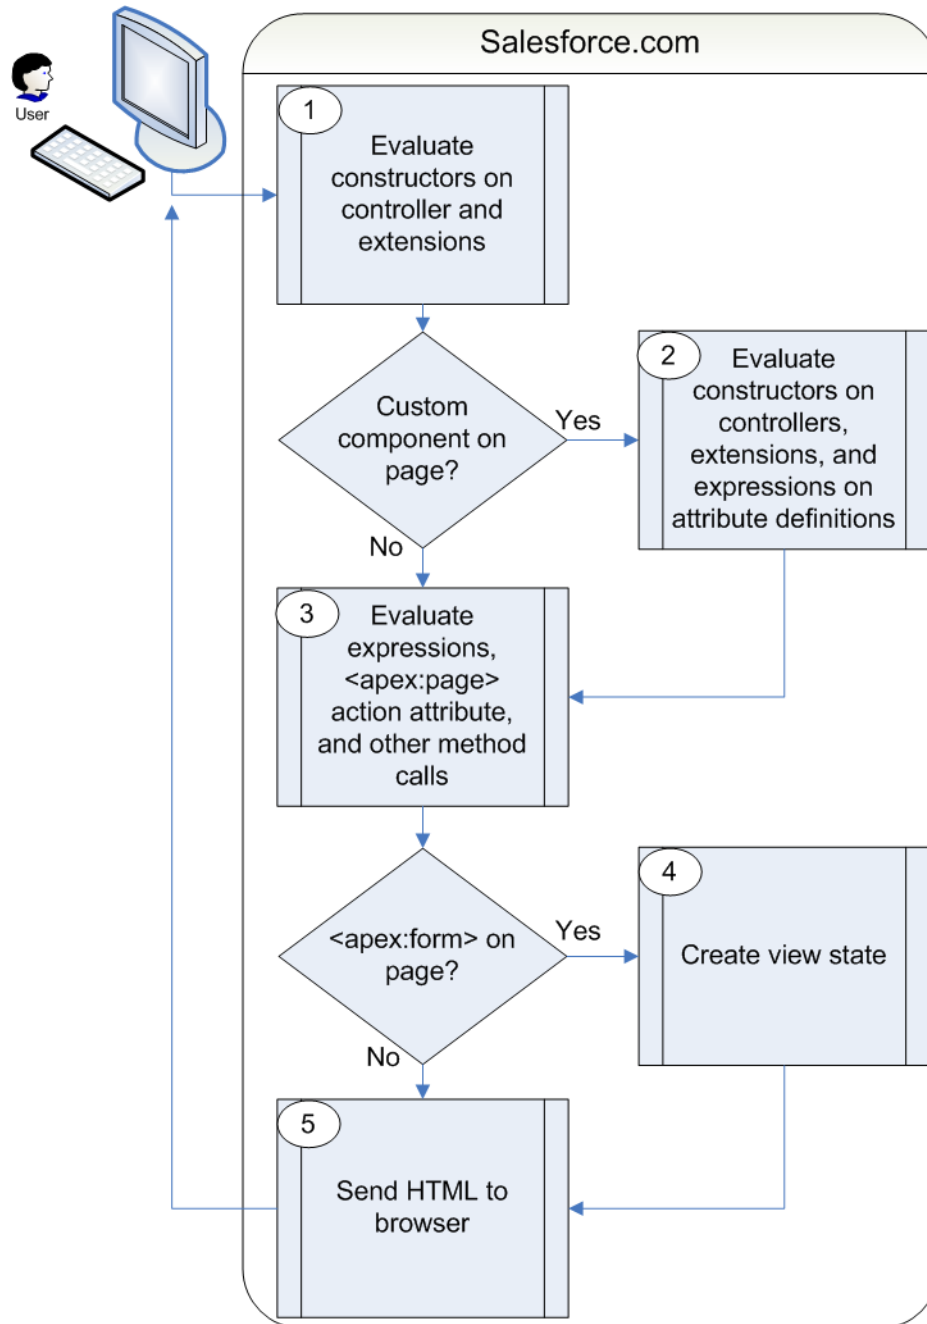 Salesforce.com
User
1
Evaluate
constructors on
controller and
extensions
Custom
component on
page?
Yes
2
Evaluate
constructors on
controllers,
extensions, and
expressions on
attribute definitions
No
3
Evaluate
expressions,
<apex:page>
action attribute,
and other method
calls
<apex:form> on
page?
Yes
4
Create view state
No
5
Send HTML to
browser